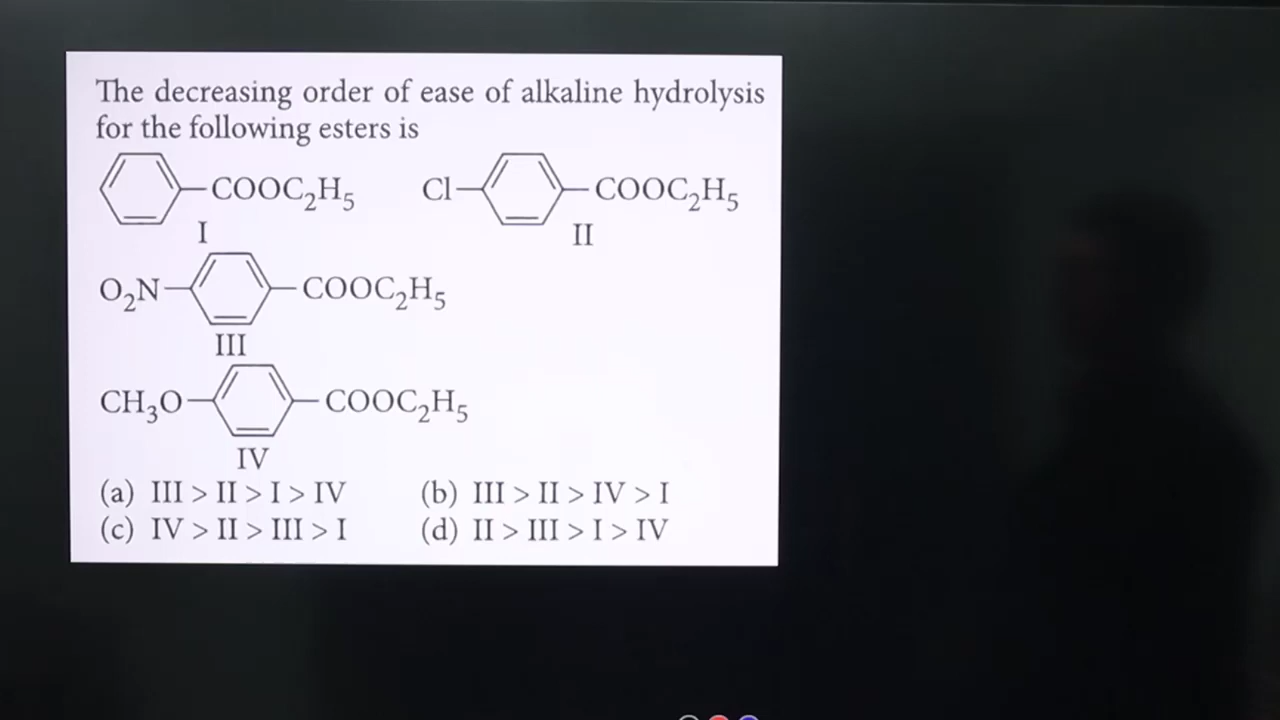 The decreasing order of ease of alkaline hydrolysis
for the following esters is
COOC₂H₅ Cl COOC₂H₅
I II
O₂N COOC₂H₅
III
CH₃O COOC₂H₅
IV
(a) III > II > I > IV (b) III > II > IV > I
(c) IV > II > III > I (d) II > III > I > IV